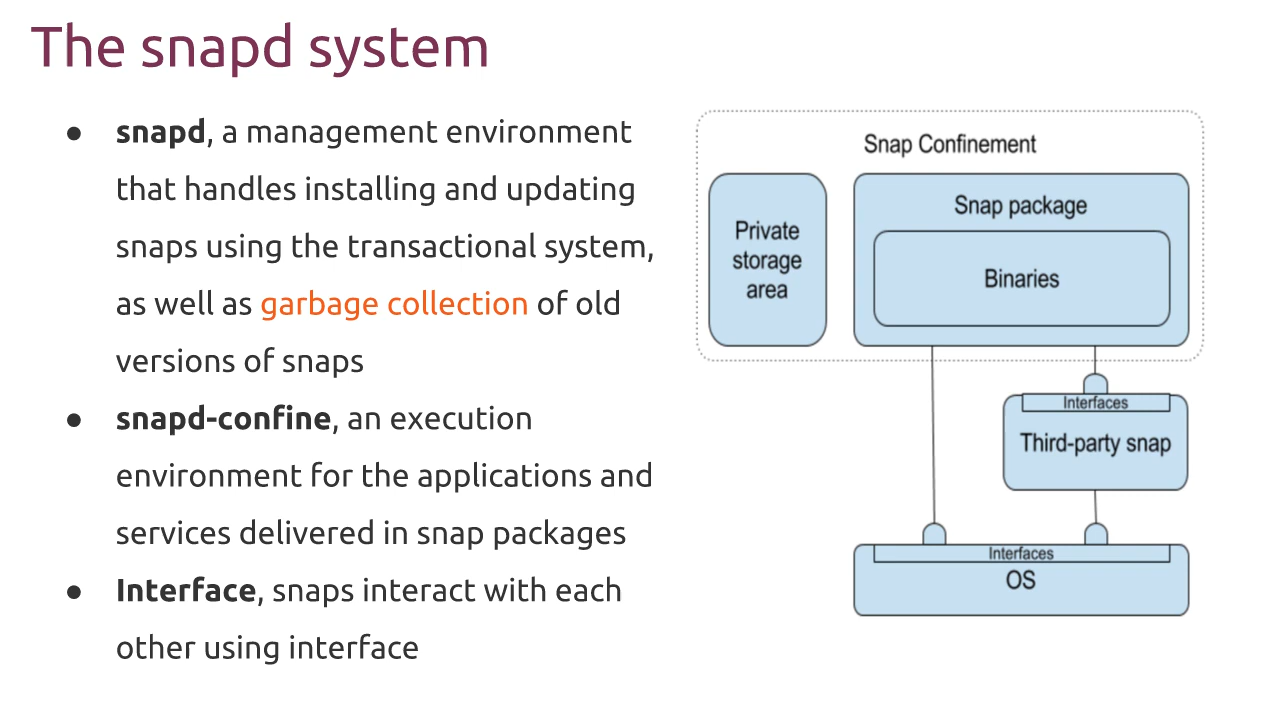 The snapd system
● snapd, a management environment
that handles installing and updating
snaps using the transactional system,
as well as garbage collection of old
versions of snaps
● snapd-confine, an execution
environment for the applications and
services delivered in snap packages
● Interface, snaps interact with each
other using interface
Snap Confinement
Private
storage
area
Snap package
Binaries
Interfaces
Third-party snap
Interfaces
OS